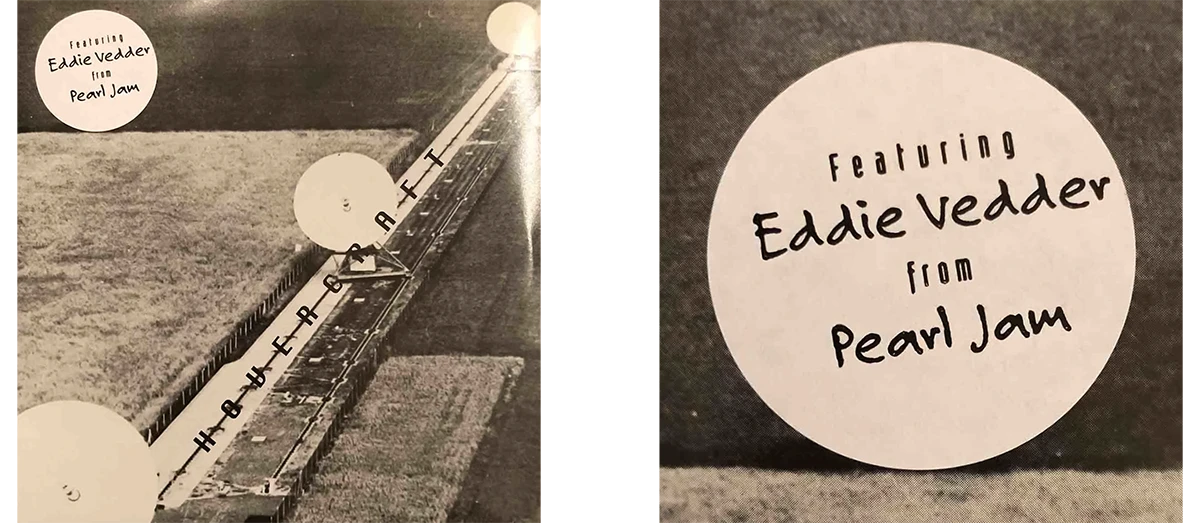 Featuring
Eddie Vedder
from
Pearl Jam
HOVERCRAFT
Featuring
Eddie Vedder
from
Pearl Jam